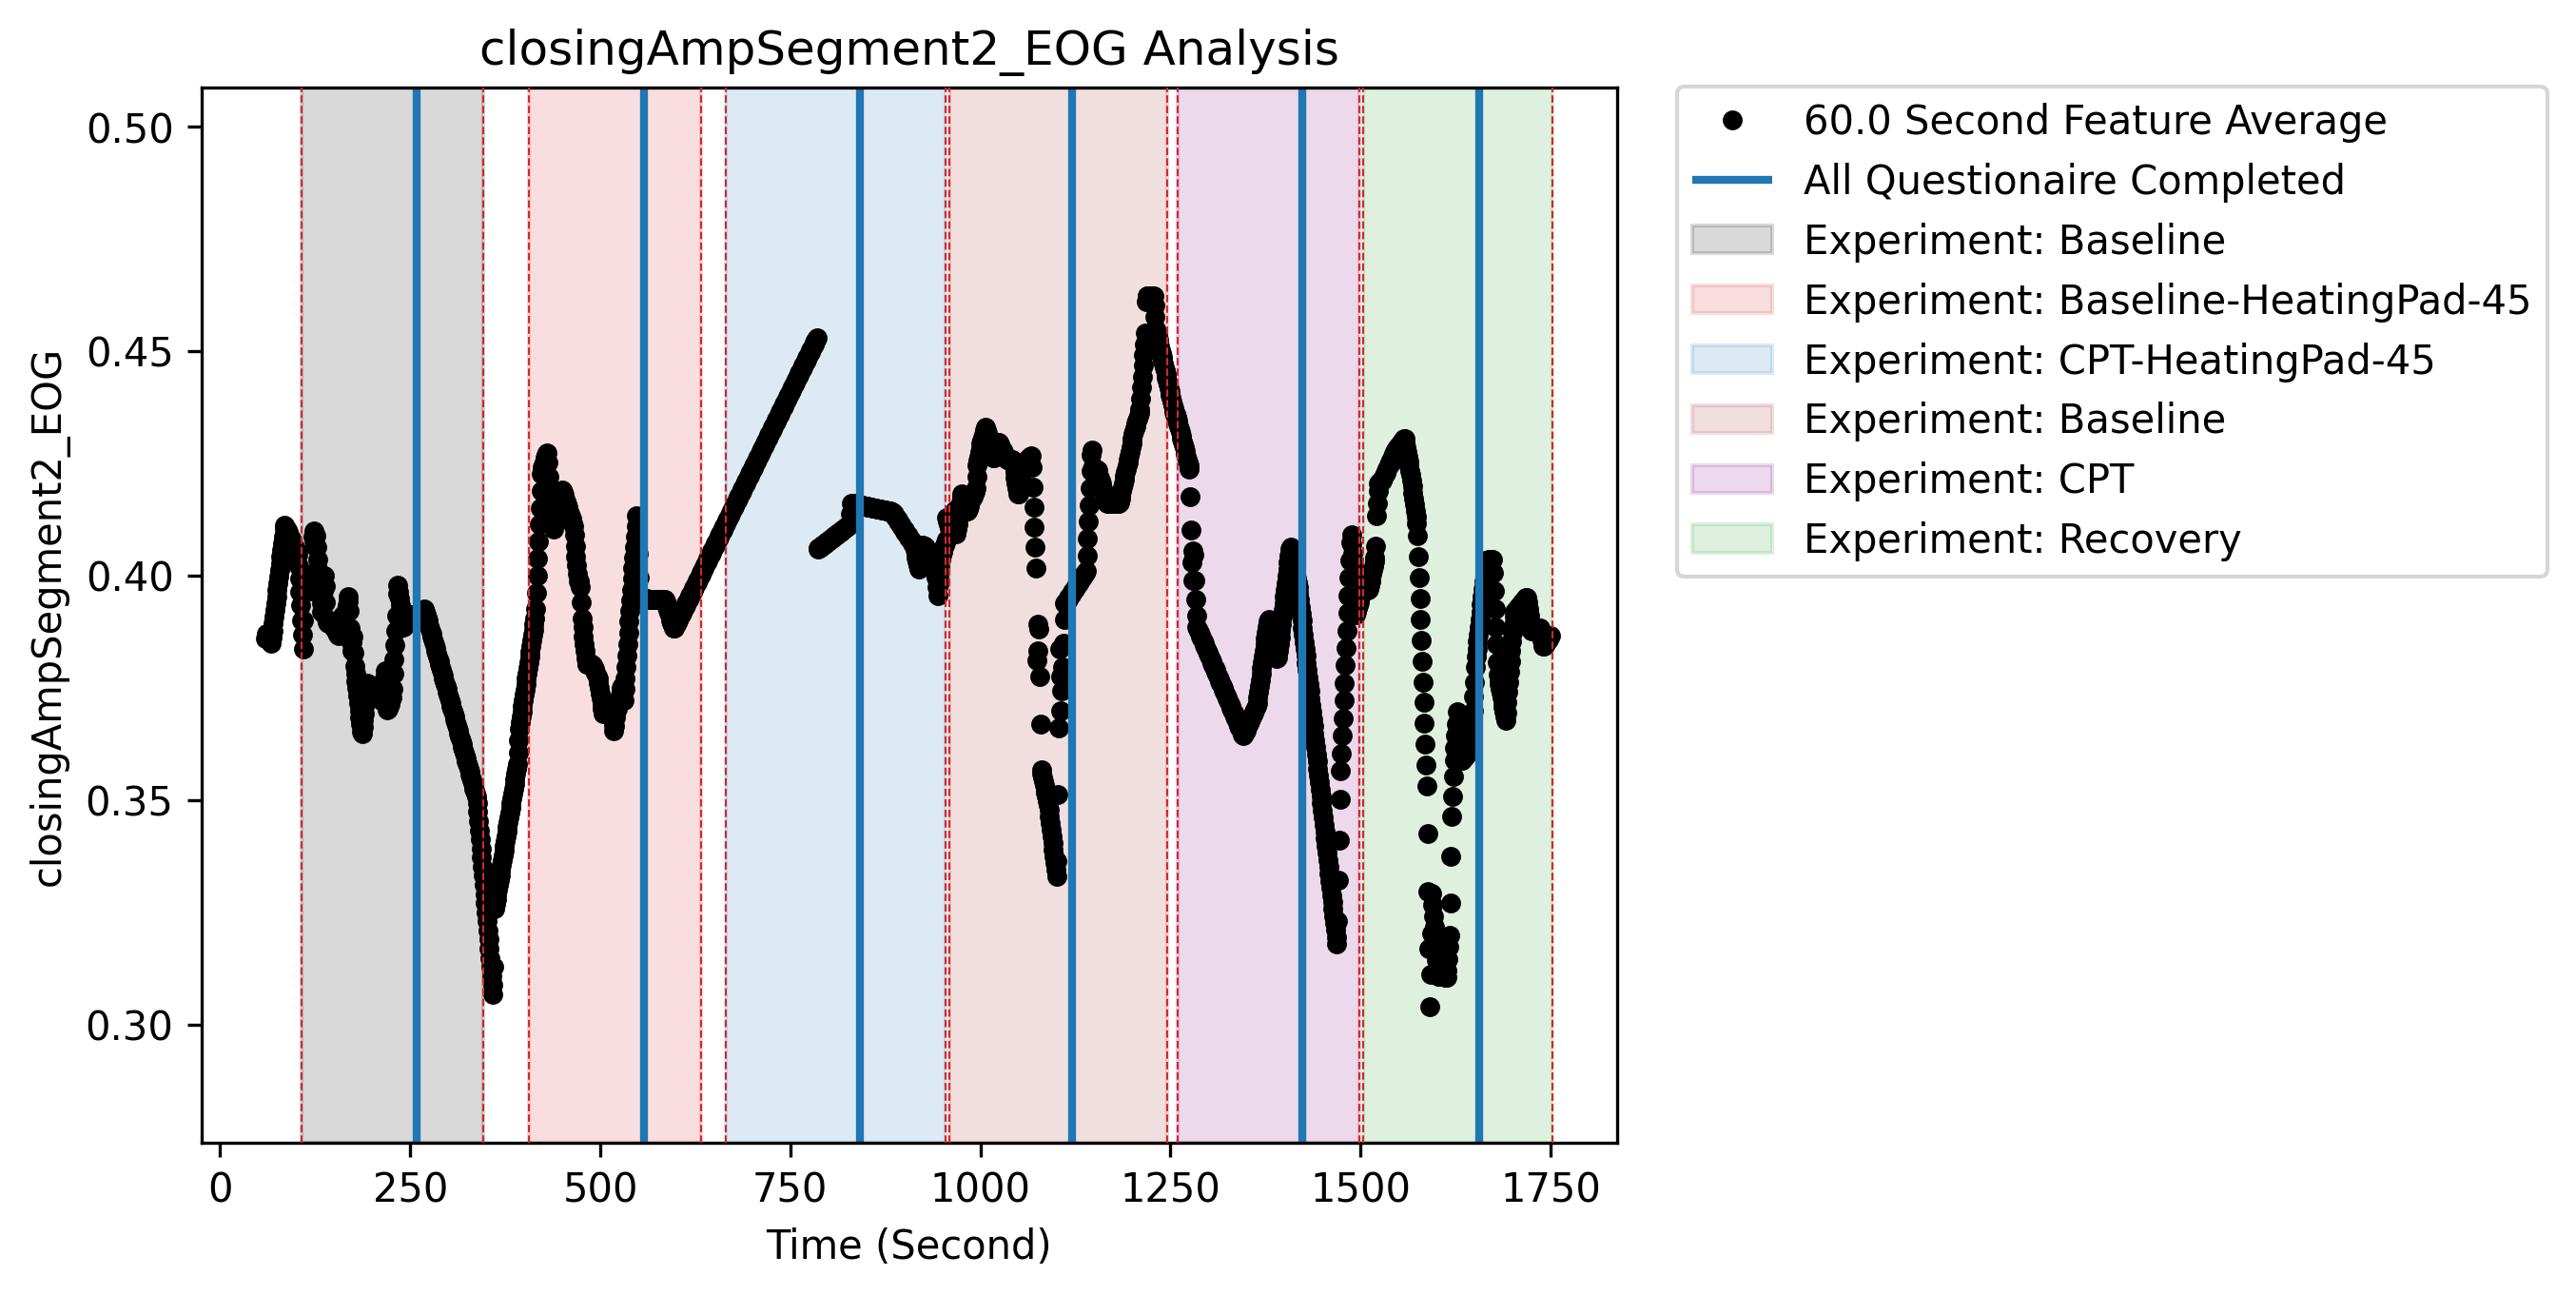 closingAmpSegment2_EOG Analysis
closingAmpSegment2_EOG
0.50
0.45
0.40
0.35
0.30
0 250 500 750 1000 1250 1500 1750
Time (Second)
60.0 Second Feature Average
All Questionaire Completed
Experiment: Baseline
Experiment: Baseline-HeatingPad-45
Experiment: CPT-HeatingPad-45
Experiment: Baseline
Experiment: CPT
Experiment: Recovery